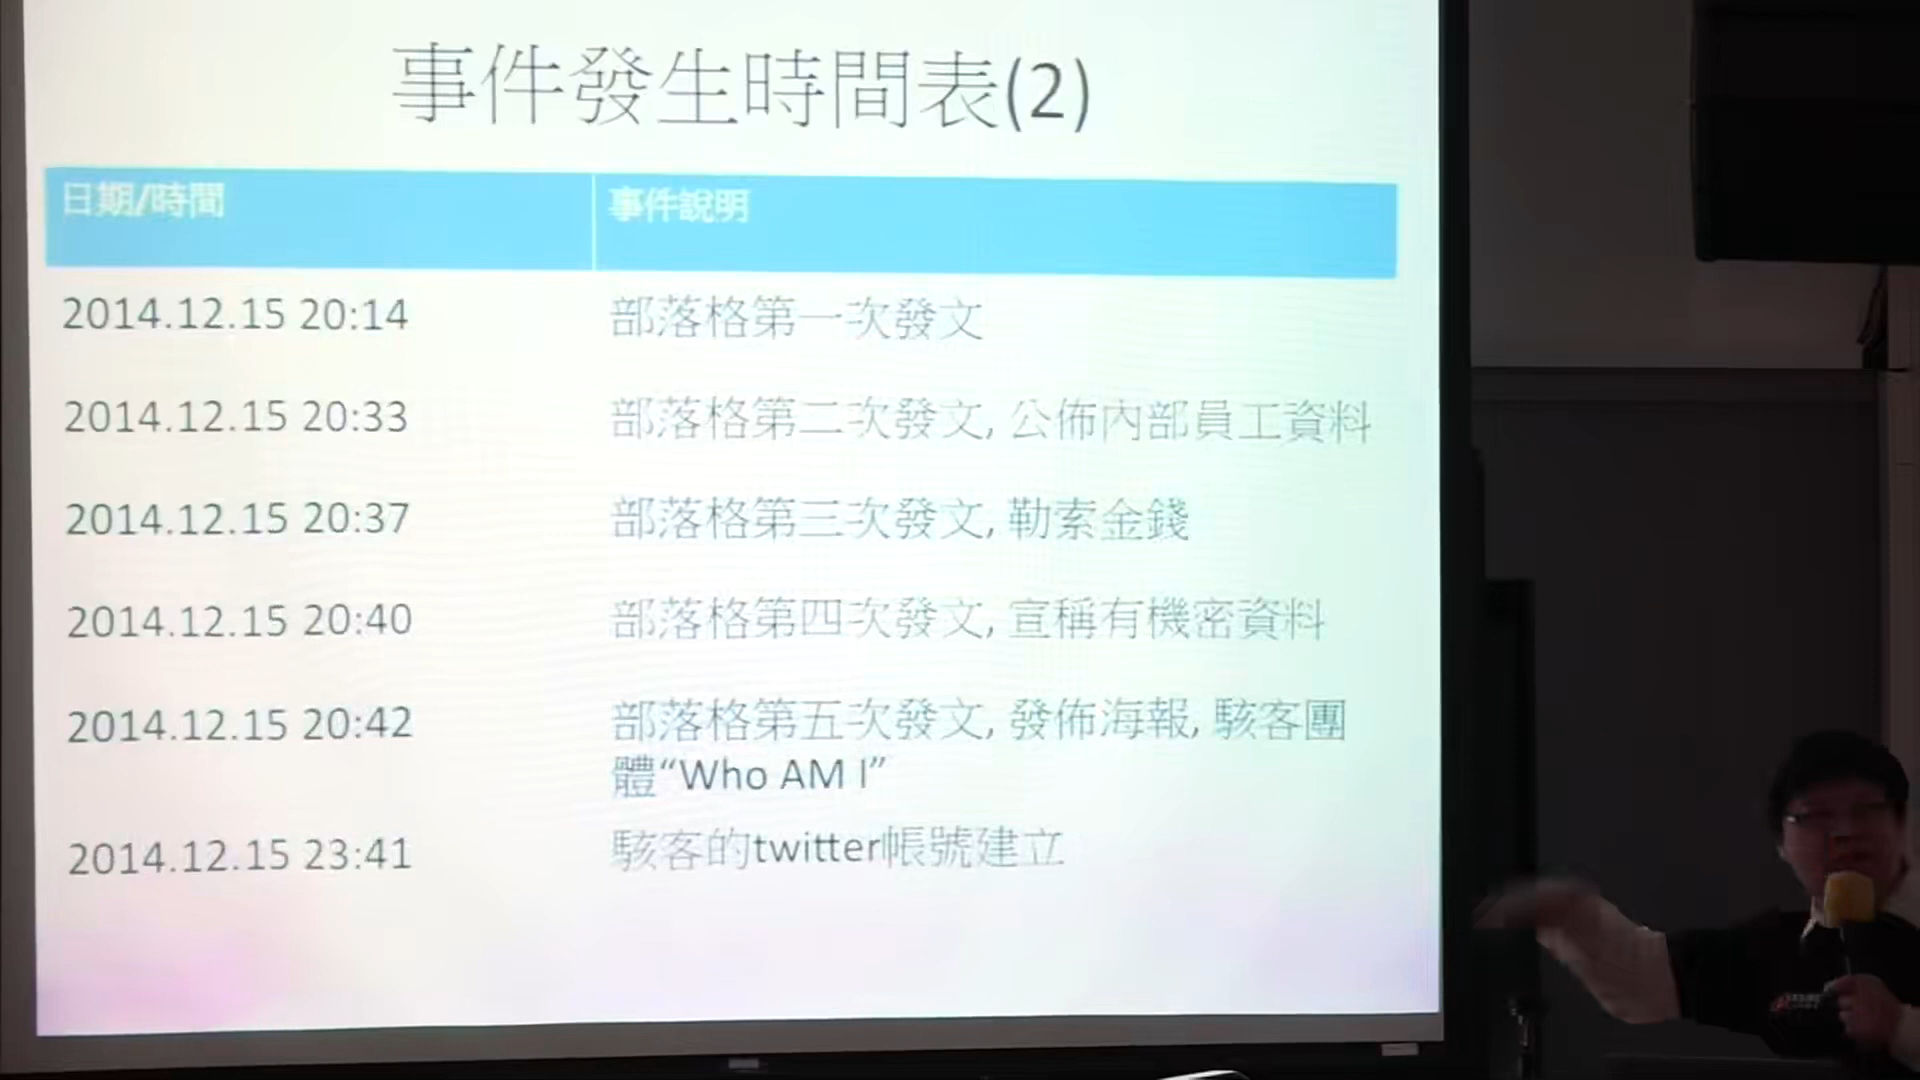 事件發生時間表(2)
日期/時間 事件說明
2014.12.15 20:14 部落格第一次發文
2014.12.15 20:33 部落格第二次發文, 公佈內部員工資料
2014.12.15 20:37 部落格第三次發文, 勒索金錢
2014.12.15 20:40 部落格第四次發文, 宣稱有機密資料
2014.12.15 20:42 部落格第五次發文, 發佈海報, 駭客團
體“Who AM I”
2014.12.15 23:41 駭客的twitter帳號建立